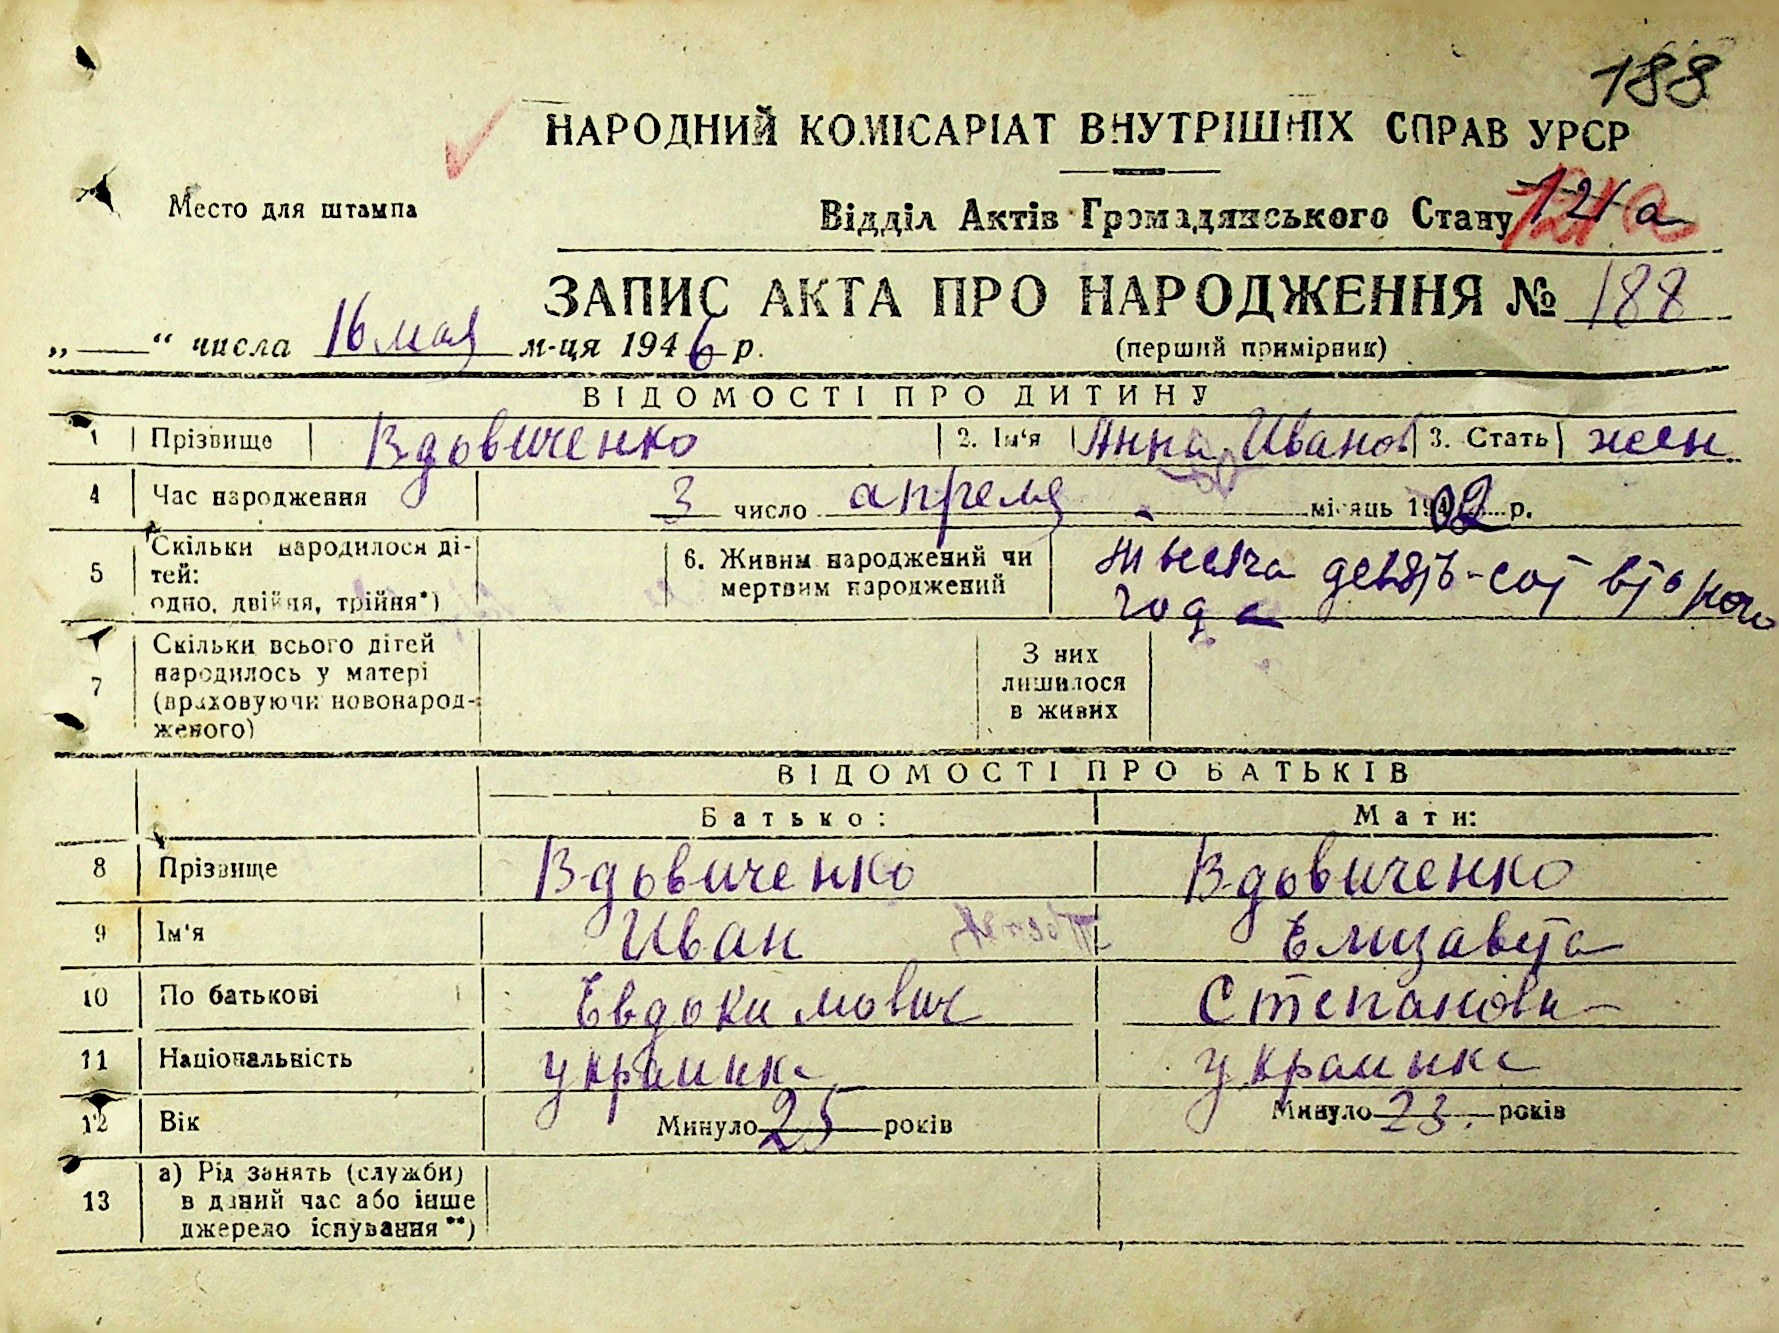 188
НАРОДНИЙ КОМІСАРІАТ ВНУТРІШНІХ СПРАВ УРСР
Место для штампа
Відділ Актів Громадянського Стану 121 а
ЗАПИС АКТА ПРО НАРОДЖЕННЯ № 188
„ “ числа 16 мая м-ця 1946 р.
(перший примірник)
ВІДОМОСТІ ПРО ДИТИНУ
1 Прізвище Вдовиченко 2. Ім‘я Анна Иванов 3. Стать жен
4 Час народження 3 число апреля місяць 1902 р.
5 Скільки народилося ді-
тей:
одно, двійня, трійня*)
6. Живим народжений чи
мертвим народжений
тысяча девять-сот второго
года
7 Скільки всього дітей
народилось у матері
(враховуючи новонарод-
женого)
З них
лишилося
в живих
ВІДОМОСТІ ПРО БАТЬКІВ
Батько: Мати:
8 Прізвище Вдовиченко Вдовиченко
9 Ім‘я Иван Елизавета
10 По батькові Евдокимович Степановн
11 Національність украинка украинка
12 Вік Минуло 25 років Минуло 23 років
13 а) Рід занять (служби)
в даний час або інше
джерело існування**)